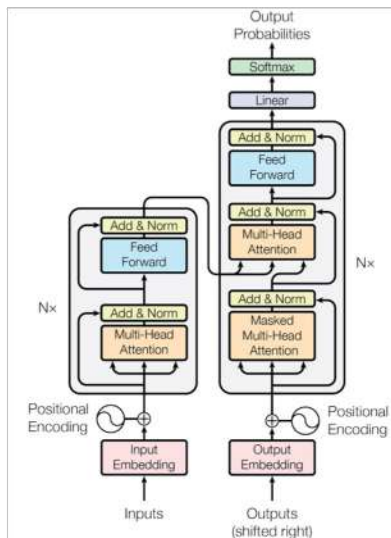 Output
Probabilities
Softmax
Linear
Add & Norm
Feed
Forward
Add & Norm
Multi-Head
Attention
Nx
Add & Norm
Masked
Multi-Head
Attention
Add & Norm
Feed
Forward
Nx
Add & Norm
Multi-Head
Attention
Positional
Encoding
Positional
Encoding
Input
Embedding
Output
Embedding
Inputs
Outputs
(shifted right)